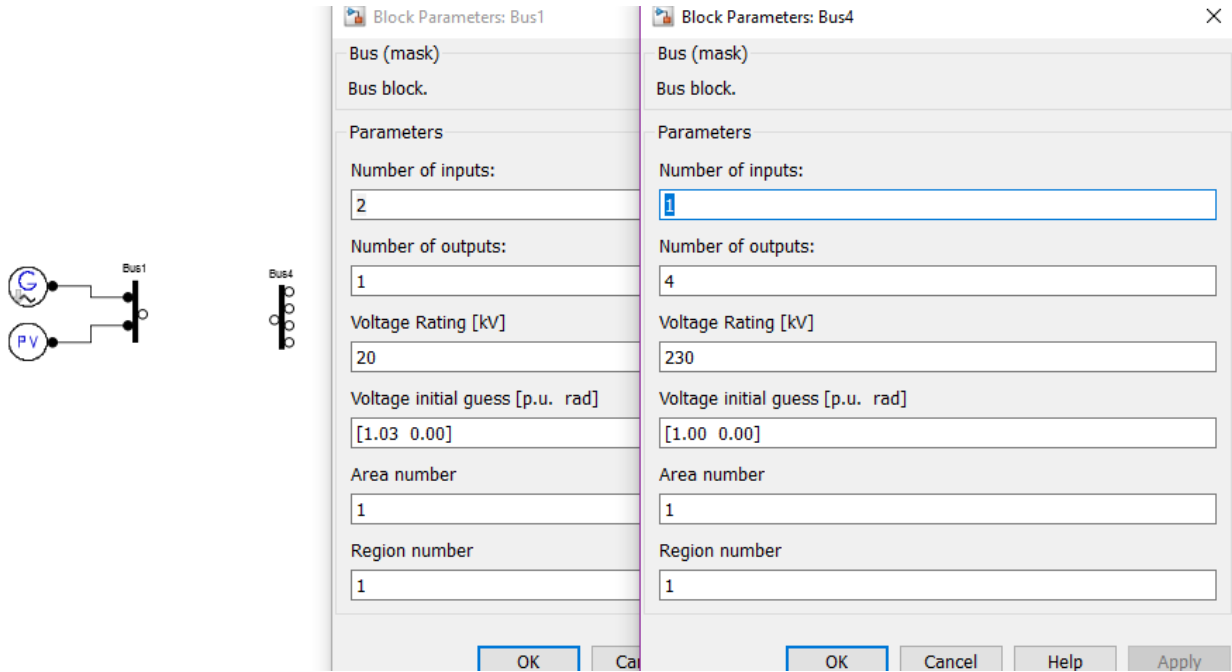 G
PV
Bus1
Bus4
Block Parameters: Bus1
Bus (mask)
Bus block.
Parameters
Number of inputs:
2
Number of outputs:
1
Voltage Rating [kV]
20
Voltage initial guess [p.u.  rad]
[1.03  0.00]
Area number
1
Region number
1
OK
Ca
Block Parameters: Bus4
Bus (mask)
Bus block.
Parameters
Number of inputs:
1
Number of outputs:
4
Voltage Rating [kV]
230
Voltage initial guess [p.u.  rad]
[1.00  0.00]
Area number
1
Region number
1
OK
Cancel
Help
Apply